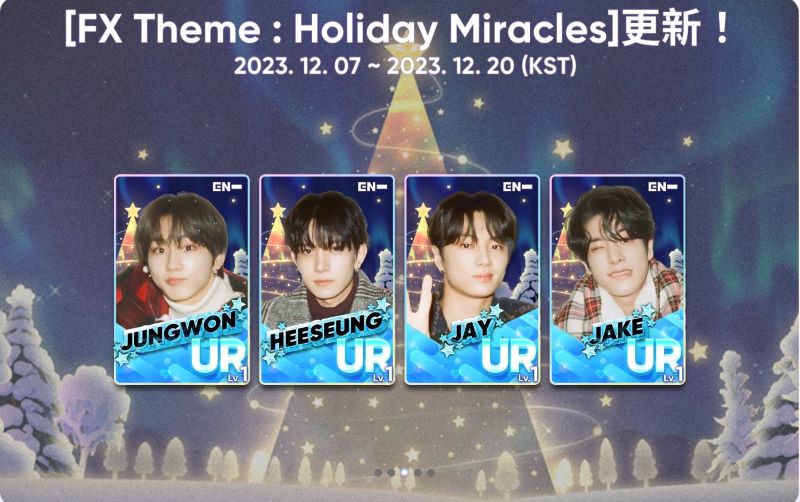 [FX Theme : Holiday Miracles]更新！
2023. 12. 07 ~ 2023. 12. 20 (KST)
EN-
JUNGWON
UR
Lv.1
EN-
HEESEUNG
UR
Lv.1
EN-
JAY
UR
Lv.1
EN-
JAKE
UR
Lv.1